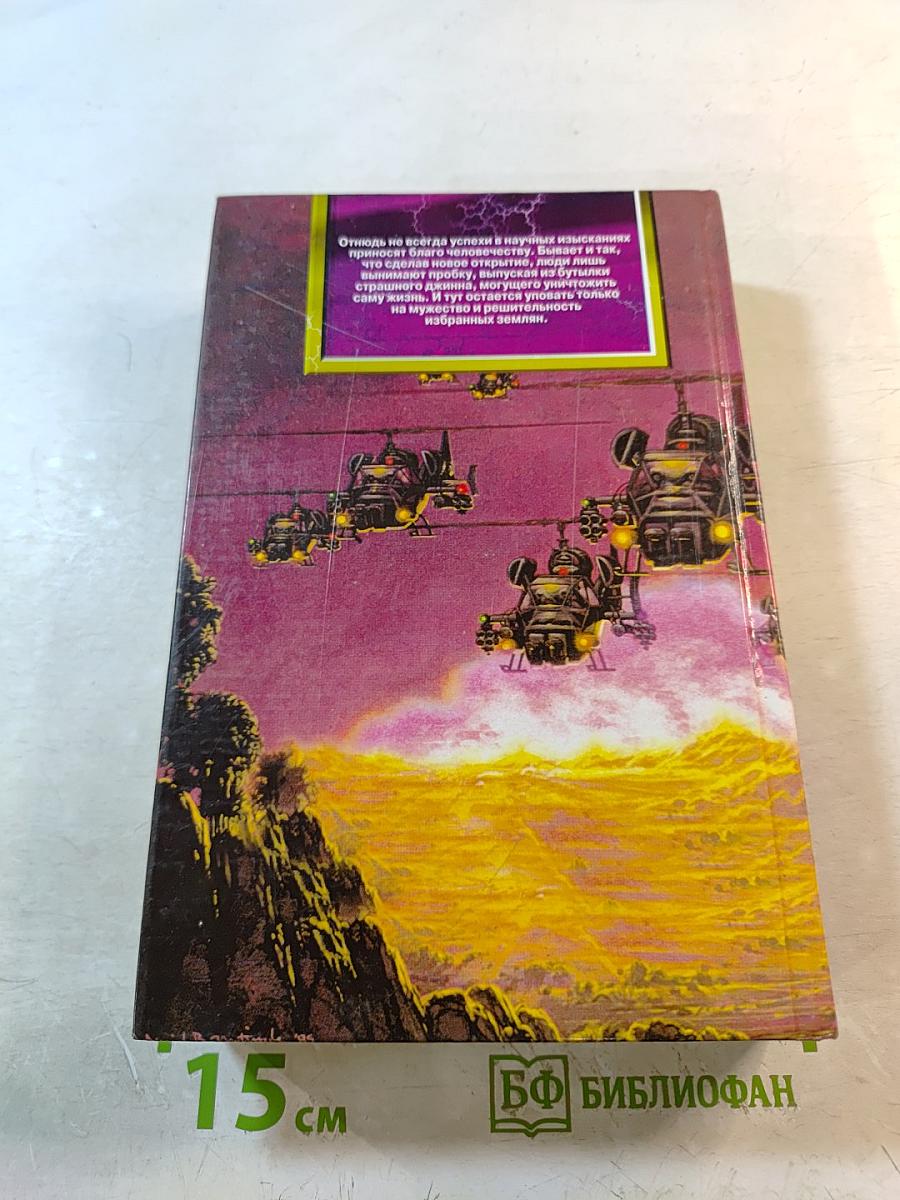 Отнюдь не всегда успехи в научных изысканиях
приносят благо человечеству. Бывает и так,
что сделав новое открытие, люди лишь
вынимают пробку, выпуская из бутылки
страшного джинна, могущего уничтожить
саму жизнь. И тут остается уповать только
на мужество и решительность
избранных землян.
15 см
БФ БИБЛИОФАН